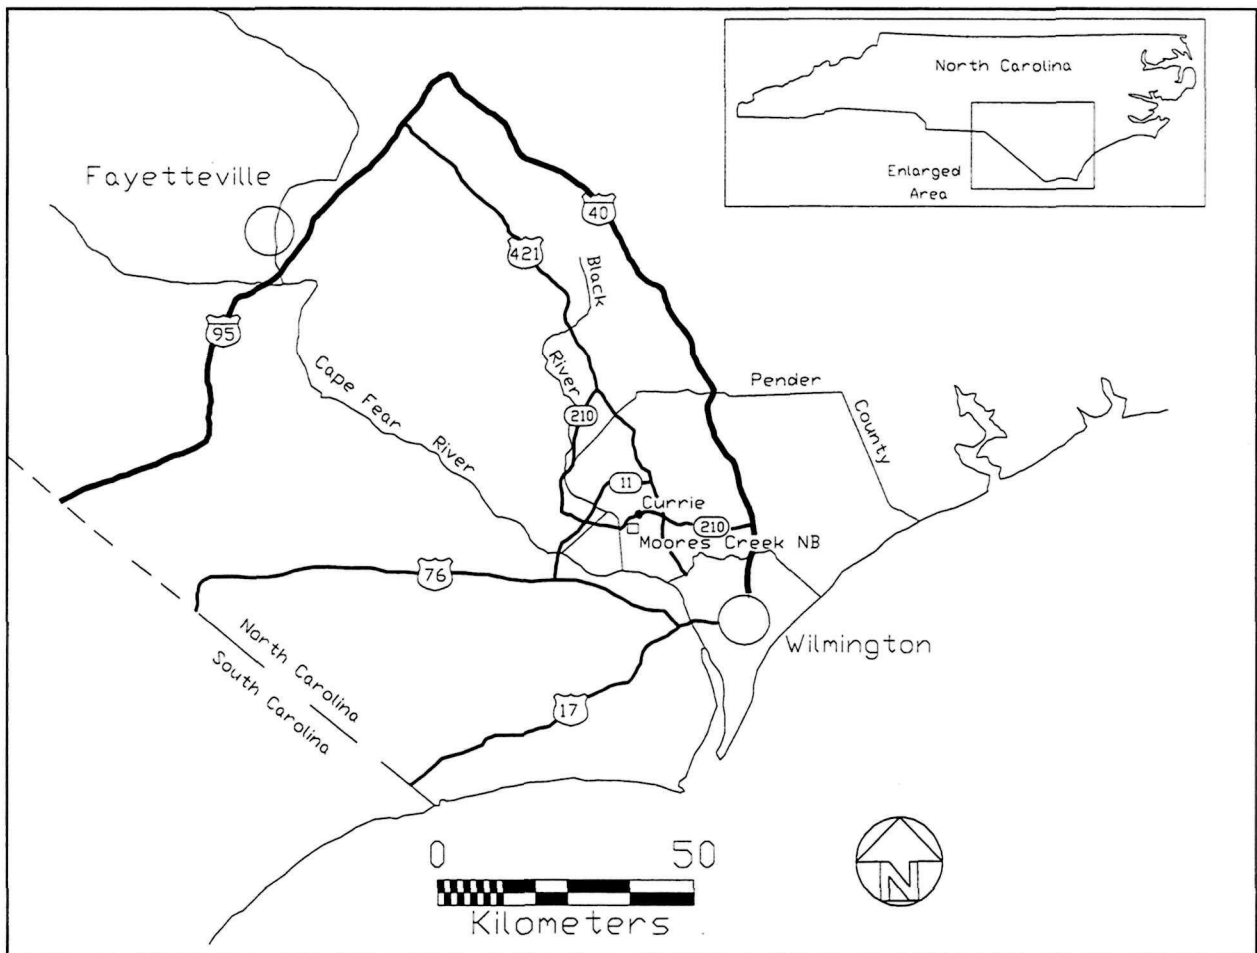 North Carolina
Enlarged
Area
Fayetteville
40
421
Black
River
95
Cape Fear
River
Pender
County
210
11
Currie
210
Moores Creek NB
76
North Carolina
South Carolina
Wilmington
17
0 50
Kilometers
N